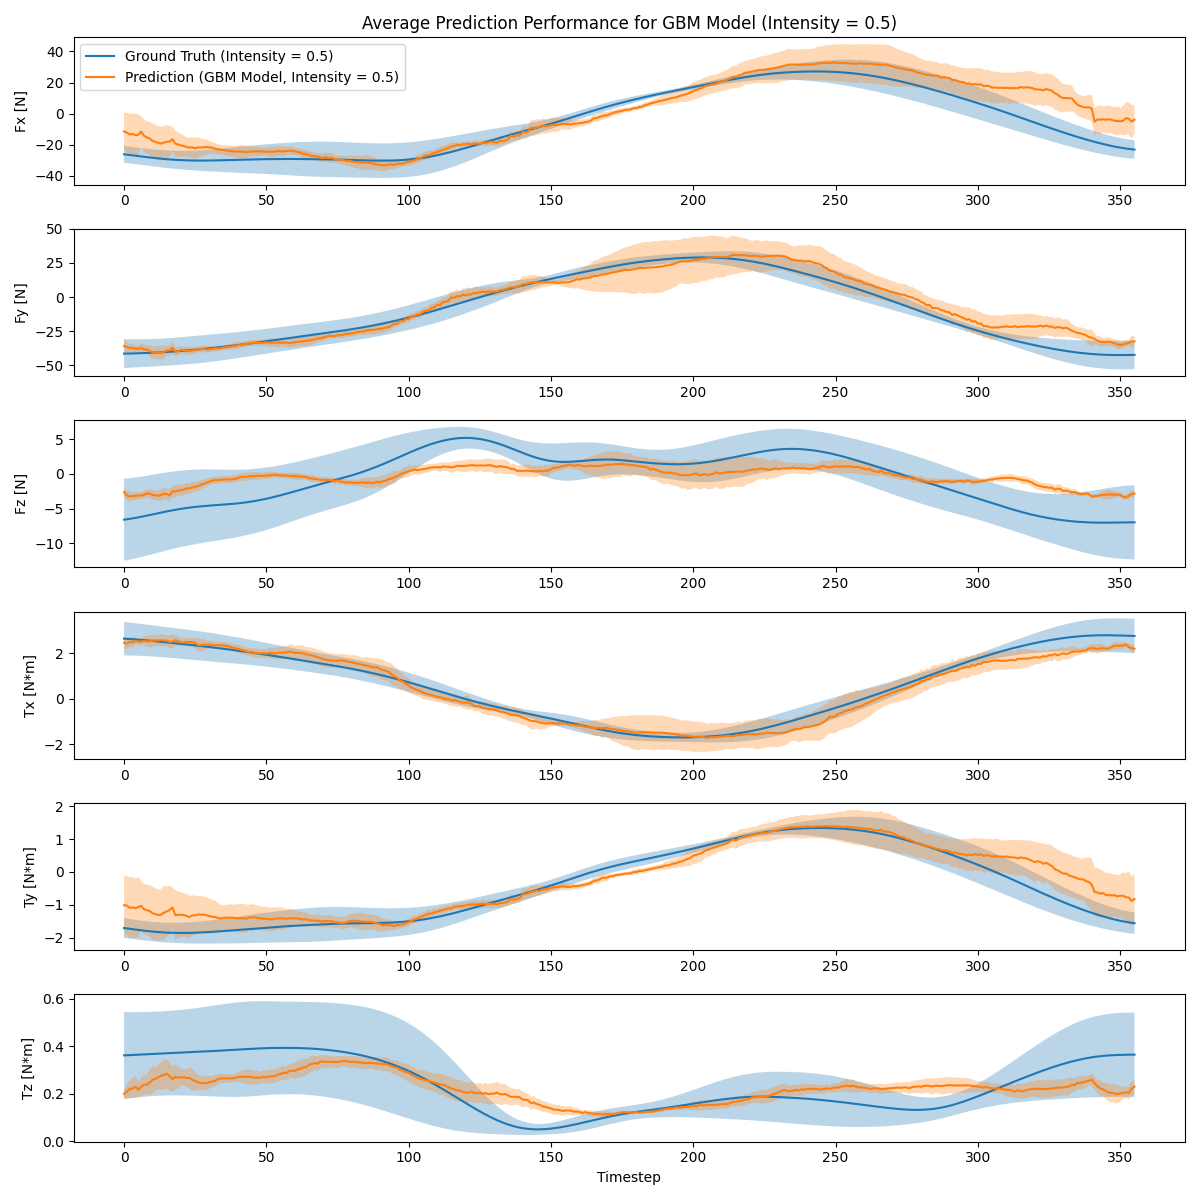 Average Prediction Performance for GBM Model (Intensity = 0.5)
Ground Truth (Intensity = 0.5)
Prediction (GBM Model, Intensity = 0.5)
Fx [N]
40
20
0
−20
−40
0 50 100 150 200 250 300 350
Fy [N]
50
25
0
−25
−50
0 50 100 150 200 250 300 350
Fz [N]
5
0
−5
−10
0 50 100 150 200 250 300 350
Tx [N*m]
2
0
−2
0 50 100 150 200 250 300 350
Ty [N*m]
2
1
0
−1
−2
0 50 100 150 200 250 300 350
Tz [N*m]
0.6
0.4
0.2
0.0
0 50 100 150 200 250 300 350
Timestep